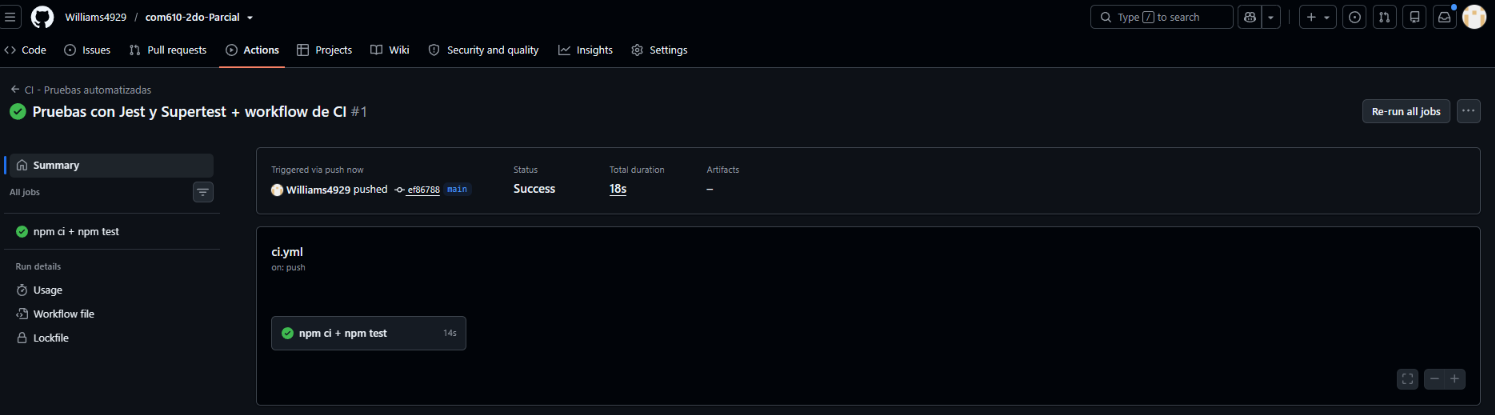 Williams4929 / com610-2do-Parcial
Type / to search
Code
Issues
Pull requests
Actions
Projects
Wiki
Security and quality
Insights
Settings
CI - Pruebas automatizadas
Pruebas con Jest y Supertest + workflow de CI #1
Re-run all jobs
Summary
All jobs
npm ci + npm test
Run details
Usage
Workflow file
Lockfile
Triggered via push now
Williams4929 pushed ef86788 main
Status
Success
Total duration
18s
Artifacts
–
ci.yml
on: push
npm ci + npm test 14s